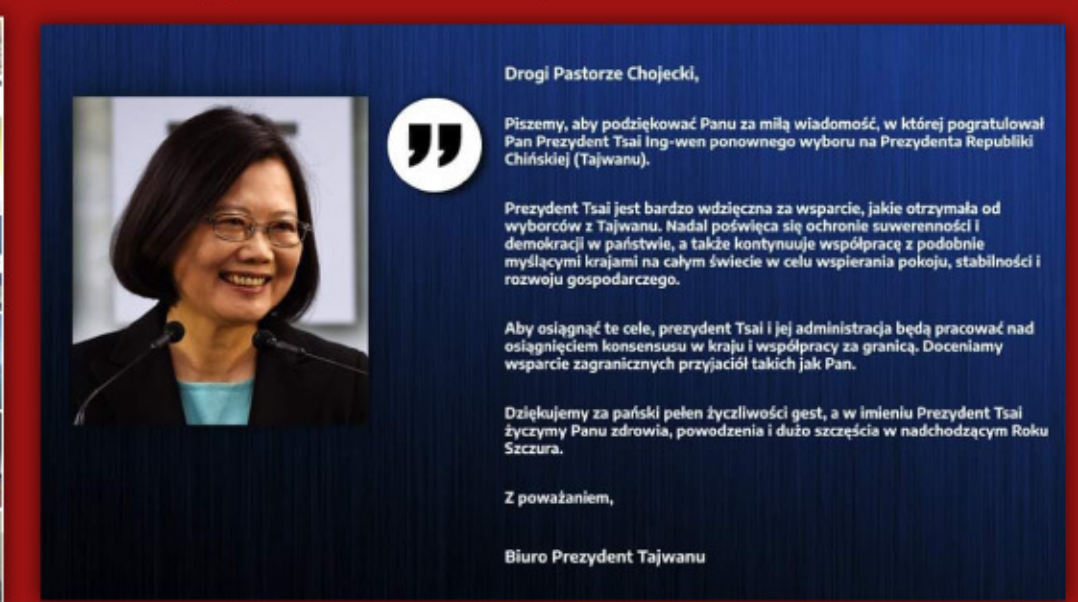 Drogi Pastorze Chojecki,
Piszemy, aby podziękować Panu za miłą wiadomość, w której pogratulował
Pan Prezydent Tsai Ing-wen ponownego wyboru na Prezydenta Republiki
Chińskiej (Tajwanu).
Prezydent Tsai jest bardzo wdzięczna za wsparcie, jakie otrzymała od
wyborców z Tajwanu. Nadal poświęca się ochronie suwerenności i
demokracji w państwie, a także kontynuuje współpracę z podobnie
myślącymi krajami na całym świecie w celu wspierania pokoju, stabilności i
rozwoju gospodarczego.
Aby osiągnąć te cele, prezydent Tsai i jej administracja będą pracować nad
osiągnięciem konsensusu w kraju i współpracy za granicą. Doceniamy
wsparcie zagranicznych przyjaciół takich jak Pan.
Dziękujemy za pański pełen życzliwości gest, a w imieniu Prezydent Tsai
życzymy Panu zdrowia, powodzenia i dużo szczęścia w nadchodzącym Roku
Szczura.
Z poważaniem,
Biuro Prezydent Tajwanu